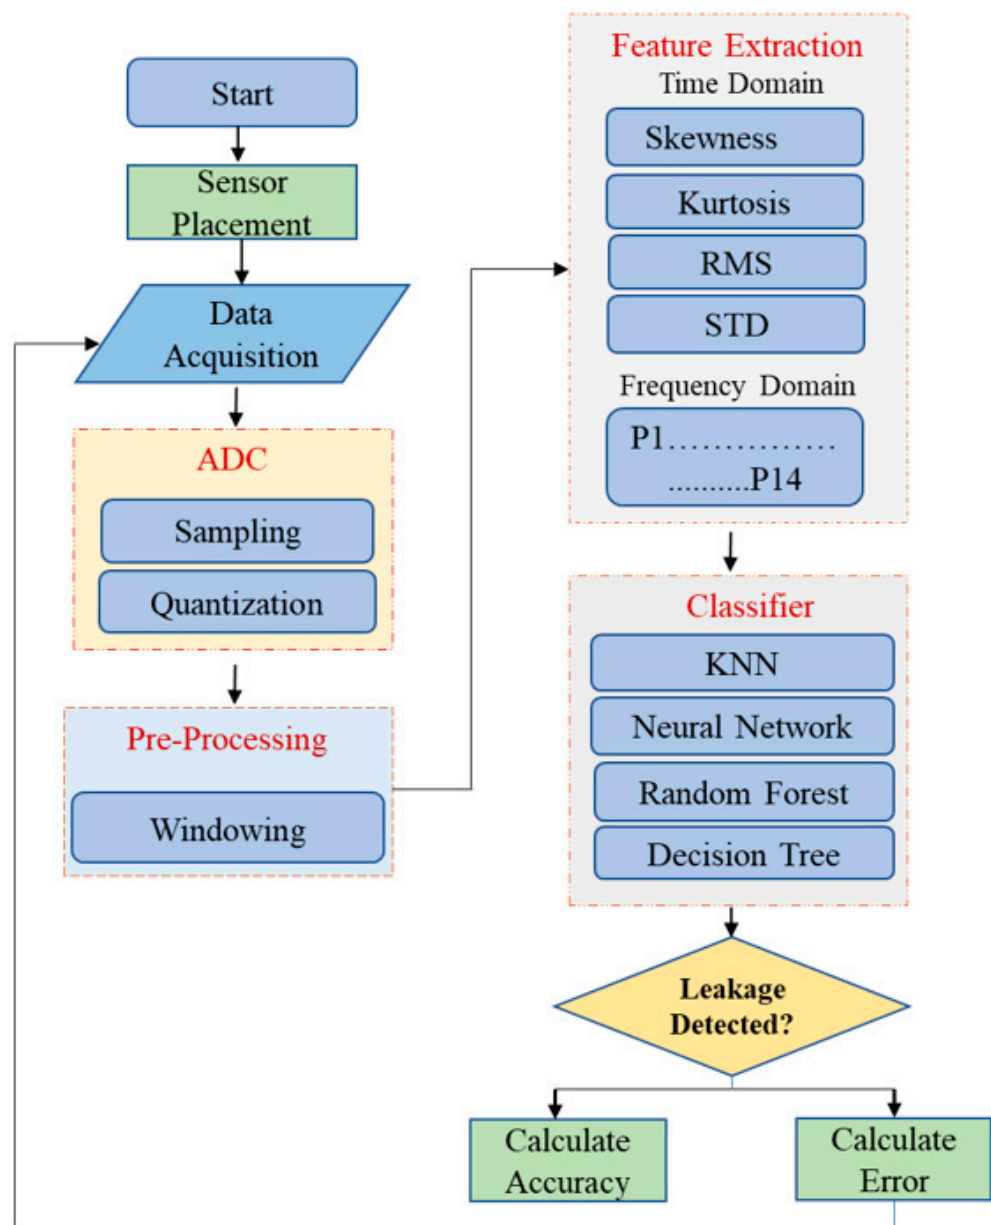 Start
Sensor
Placement
Data
Acquisition
ADC
Sampling
Quantization
Pre-Processing
Windowing
Feature Extraction
Time Domain
Skewness
Kurtosis
RMS
STD
Frequency Domain
P1……………
..........P14
Classifier
KNN
Neural Network
Random Forest
Decision Tree
Leakage
Detected?
Calculate
Accuracy
Calculate
Error